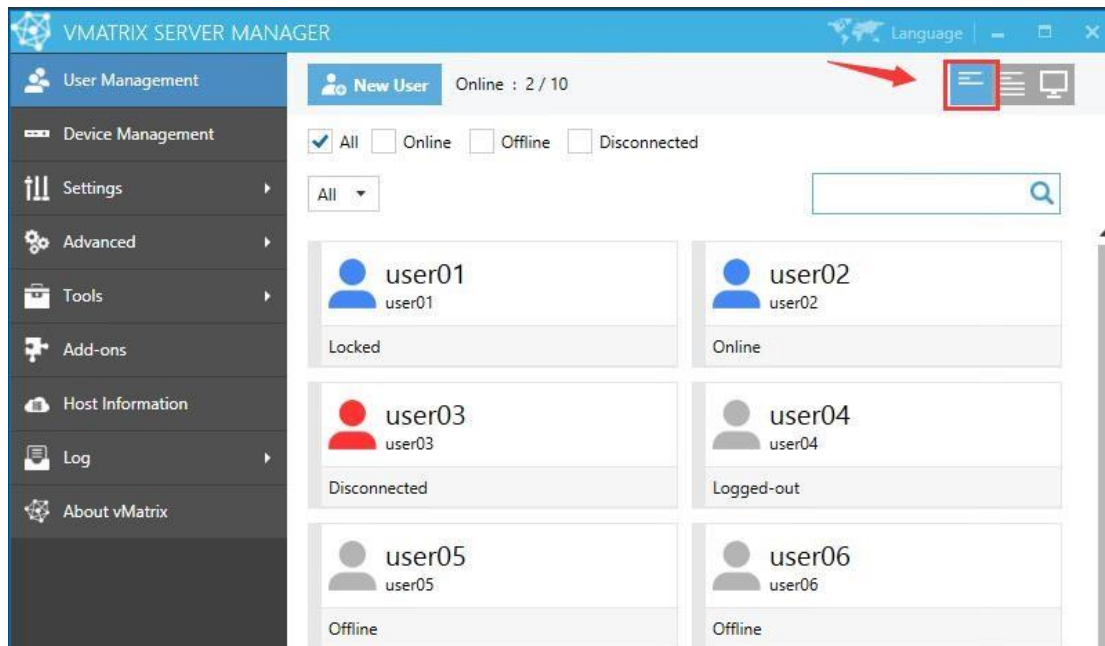 VMATRIX SERVER MANAGER
Language
User Management
Device Management
Settings
Advanced
Tools
Add-ons
Host Information
Log
About vMatrix
New User
Online : 2 / 10
All Online Offline Disconnected
All
user01
user01
Locked
user02
user02
Online
user03
user03
Disconnected
user04
user04
Logged-out
user05
user05
Offline
user06
user06
Offline